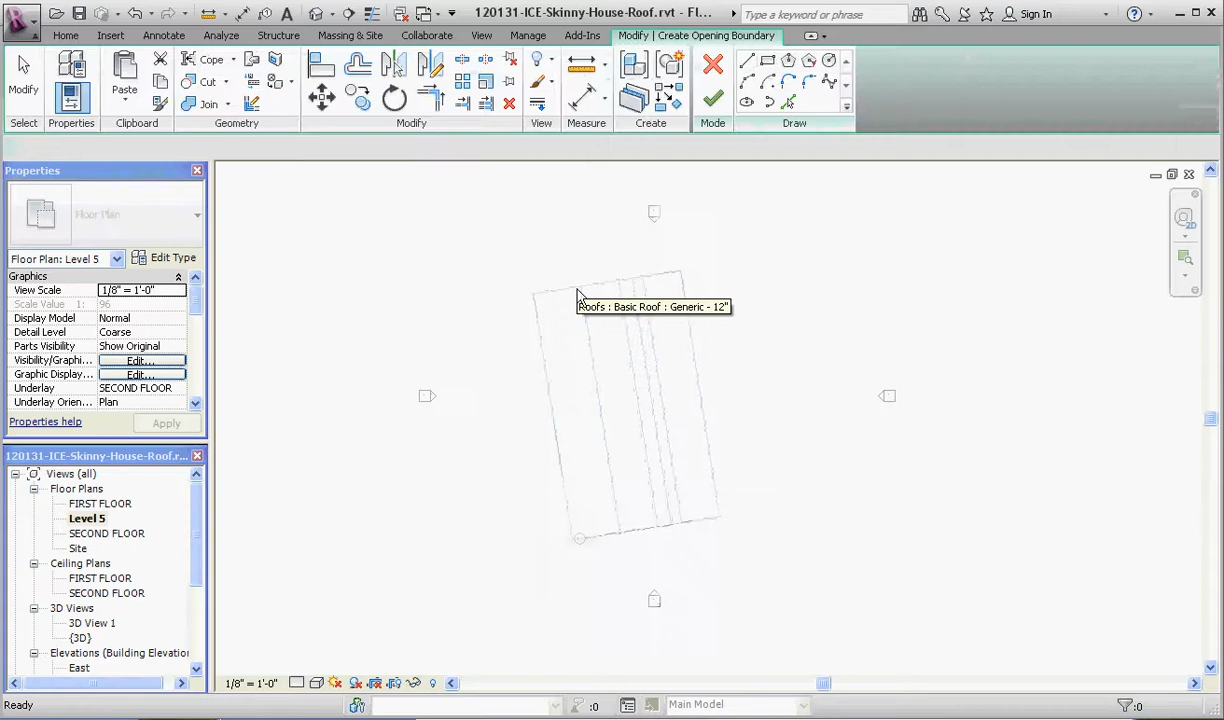 120131-ICE-Skinny-House-Roof.rvt - Fl...
Type a keyword or phrase
Sign In
Home
Insert
Annotate
Analyze
Structure
Massing & Site
Collaborate
View
Manage
Add-Ins
Modify | Create Opening Boundary
Modify
Paste
Cope
Cut
Join
Select
Properties
Clipboard
Geometry
Modify
View
Measure
Create
Mode
Draw
Properties
Floor Plan
Floor Plan: Level 5
Edit Type
Graphics
View Scale
1/8" = 1'-0"
Scale Value 1:
96
Display Model
Normal
Detail Level
Coarse
Parts Visibility
Show Original
Visibility/Graphi...
Edit...
Graphic Display...
Edit...
Underlay
SECOND FLOOR
Underlay Orien...
Plan
Properties help
Apply
120131-ICE-Skinny-House-Roof.r...
Views (all)
Floor Plans
FIRST FLOOR
Level 5
SECOND FLOOR
Site
Ceiling Plans
FIRST FLOOR
SECOND FLOOR
3D Views
3D View 1
{3D}
Elevations (Building Elevation
East
Roofs : Basic Roof : Generic - 12"
2D
1/8" = 1'-0"
Ready
:0
Main Model
:0